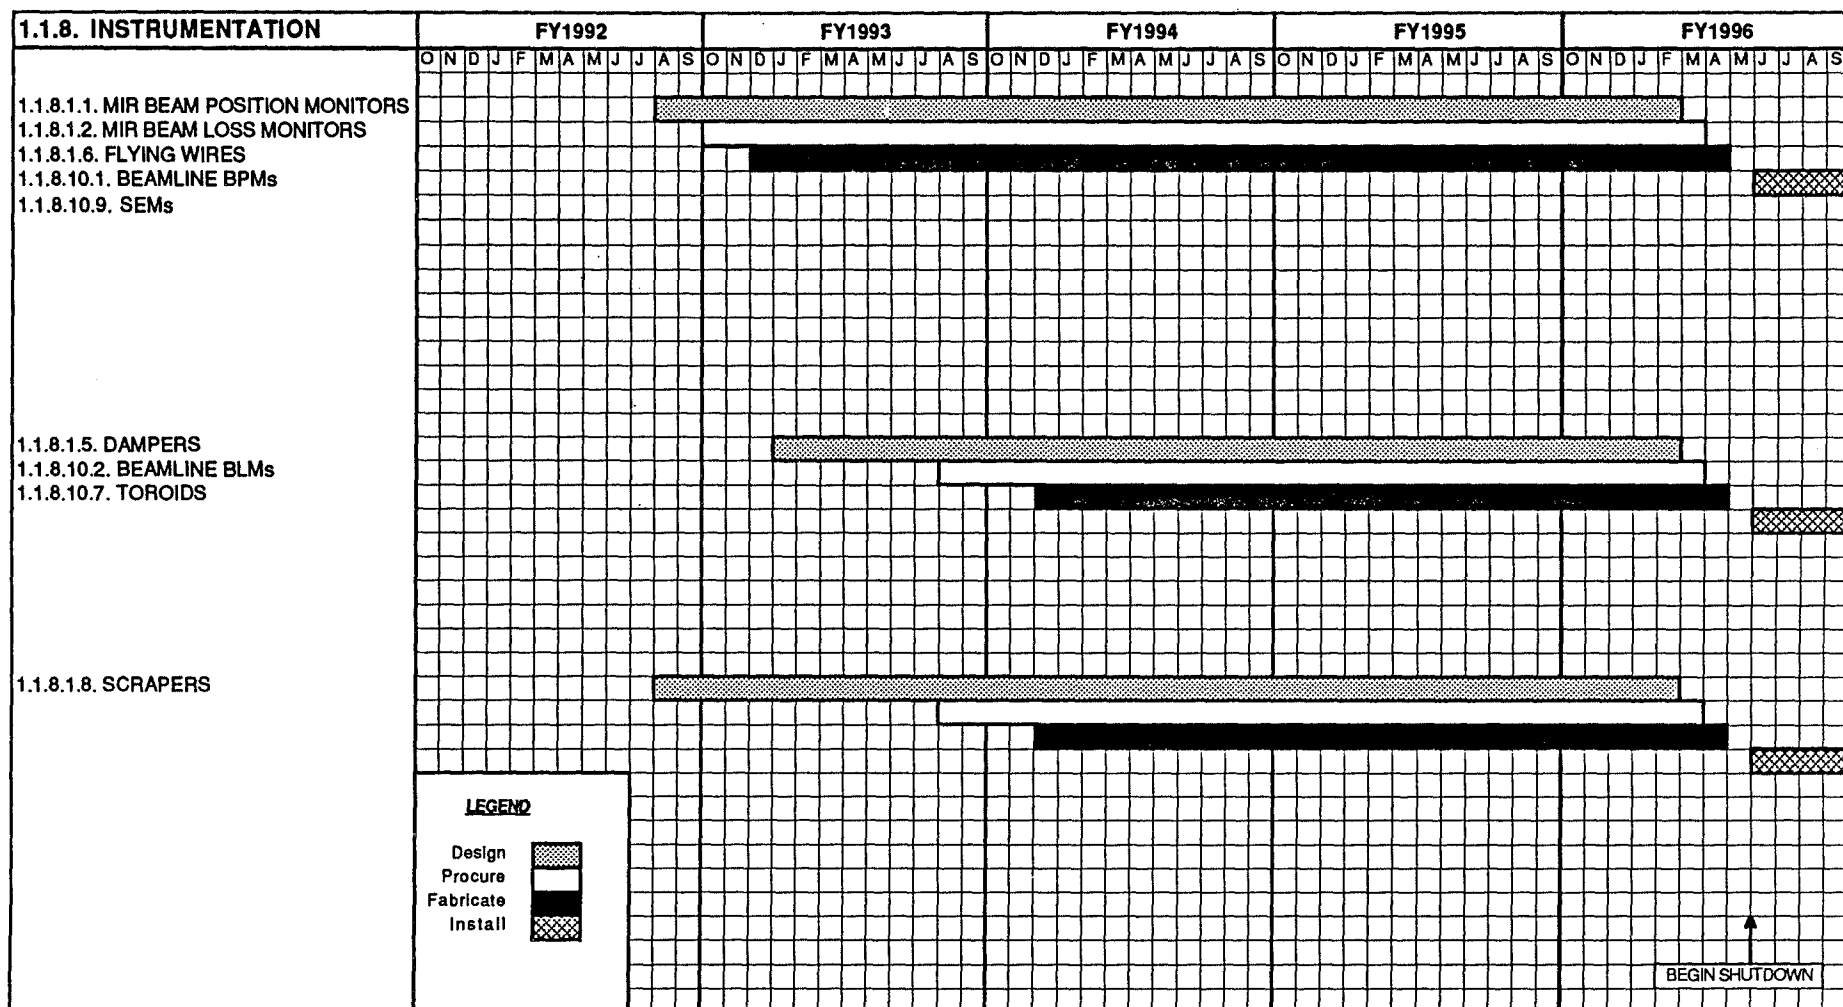 1.1.8. INSTRUMENTATION FY1992 FY1993 FY1994 FY1995 FY1996
O N D J F M A M J J A S O N D J F M A M J J A S O N D J F M A M J J A S O N D J F M A M J J A S O N D J F M A M J J A S
1.1.8.1.1. MIR BEAM POSITION MONITORS
1.1.8.1.2. MIR BEAM LOSS MONITORS
1.1.8.1.6. FLYING WIRES
1.1.8.10.1. BEAMLINE BPMs
1.1.8.10.9. SEMs
1.1.8.1.5. DAMPERS
1.1.8.10.2. BEAMLINE BLMs
1.1.8.10.7. TOROIDS
1.1.8.1.8. SCRAPERS
LEGEND
Design
Procure
Fabricate
Install
BEGIN SHUTDOWN